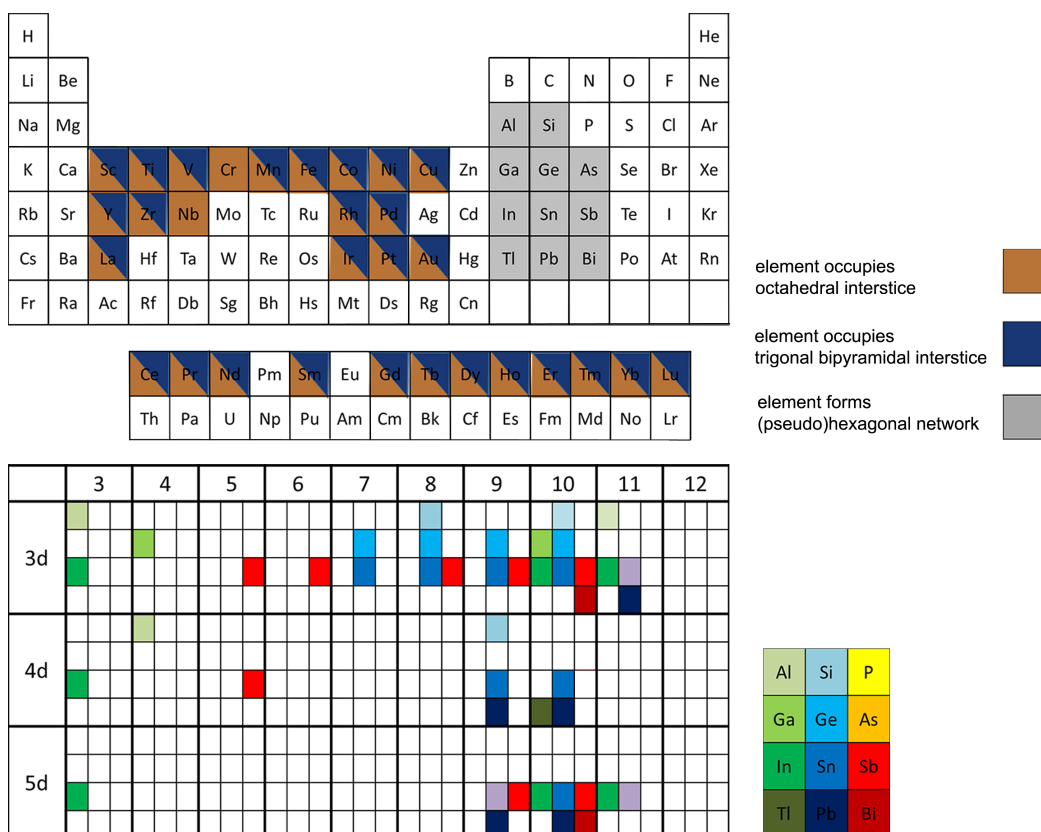 H He
Li Be B C N O F Ne
Na Mg Al Si P S Cl Ar
K Ca Sc Ti V Cr Mn Fe Co Ni Cu Zn Ga Ge As Se Br Xe
Rb Sr Y Zr Nb Mo Tc Ru Rh Pd Ag Cd In Sn Sb Te I Kr
Cs Ba La Hf Ta W Re Os Ir Pt Au Hg Tl Pb Bi Po At Rn
Fr Ra Ac Rf Db Sg Bh Hs Mt Ds Rg Cn
element occupies
octahedral interstice
element occupies
trigonal bipyramidal interstice
element forms
(pseudo)hexagonal network
Ce Pr Nd Pm Sm Eu Gd Tb Dy Ho Er Tm Yb Lu
Th Pa U Np Pu Am Cm Bk Cf Es Fm Md No Lr
3 4 5 6 7 8 9 10 11 12
3d
4d
5d
Al Si P
Ga Ge As
In Sn Sb
Tl Pb Bi